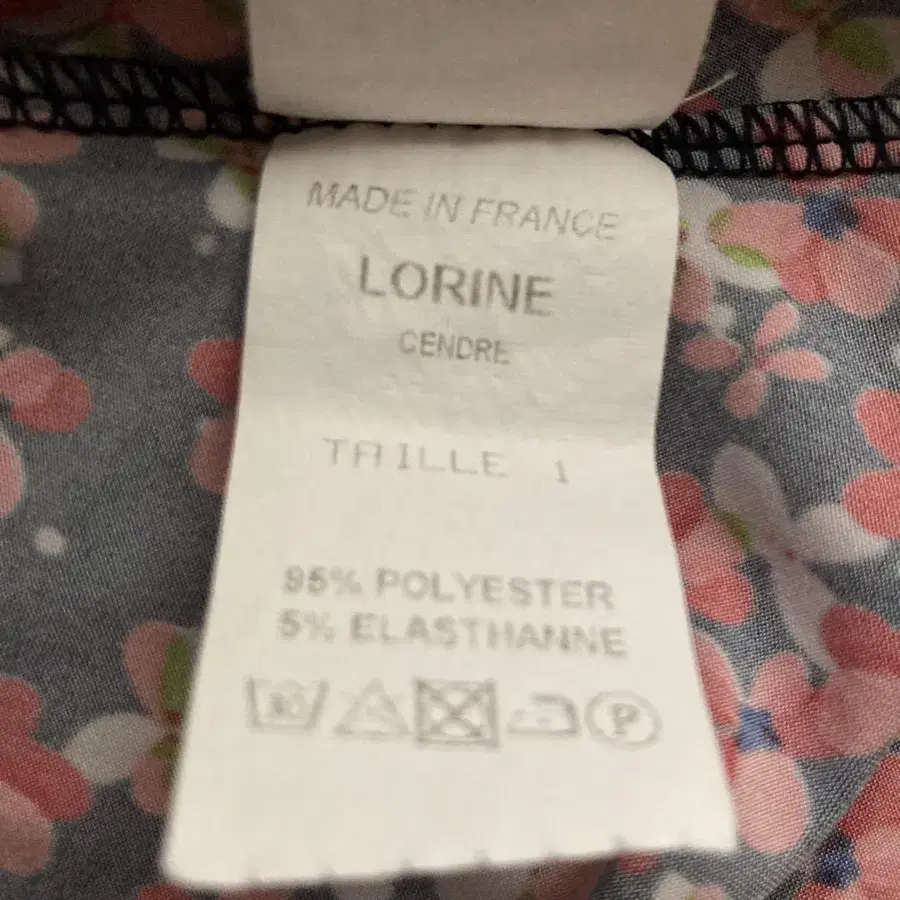 MADE IN FRANCE
LORINE
CENDRE
TAILLE 1
95% POLYESTER
5% ELASTHANNE
P